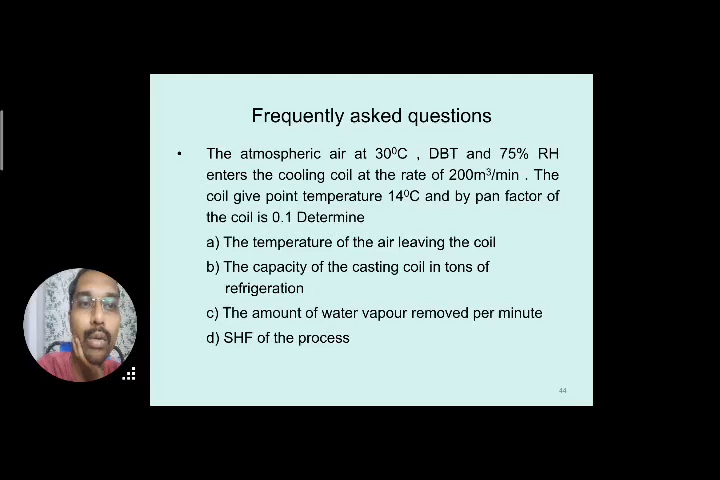 Frequently asked questions
• The atmospheric air at 30⁰C , DBT and 75% RH
enters the cooling coil at the rate of 200m³/min . The
coil give point temperature 14⁰C and by pan factor of
the coil is 0.1 Determine
a) The temperature of the air leaving the coil
b) The capacity of the casting coil in tons of
refrigeration
c) The amount of water vapour removed per minute
d) SHF of the process
44